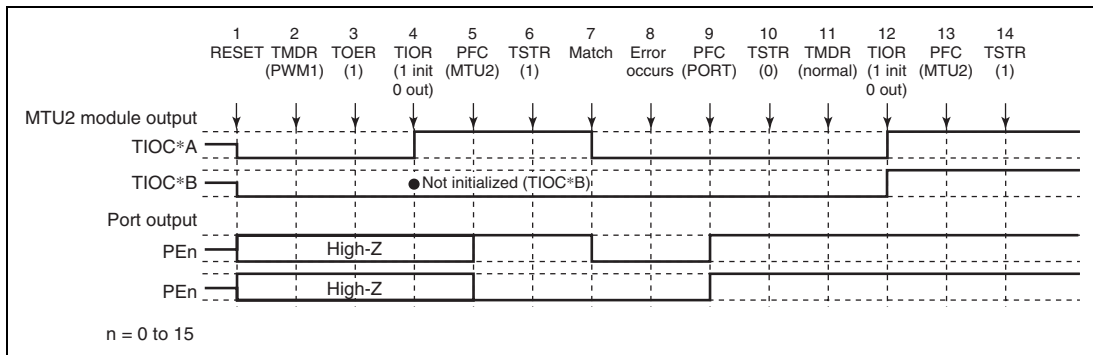 1 2 3 4 5 6 7 8 9 10 11 12 13 14
RESET TMDR TOER TIOR PFC TSTR Match Error PFC TSTR TMDR TIOR PFC TSTR
(PWM1) (1) (1 init (MTU2) (1) occurs (PORT) (0) (normal) (1 init (MTU2) (1)
0 out) 0 out)
MTU2 module output
TIOC*A
TIOC*B
Not initialized (TIOC*B)
Port output
PEn
High-Z
PEn
High-Z
n = 0 to 15